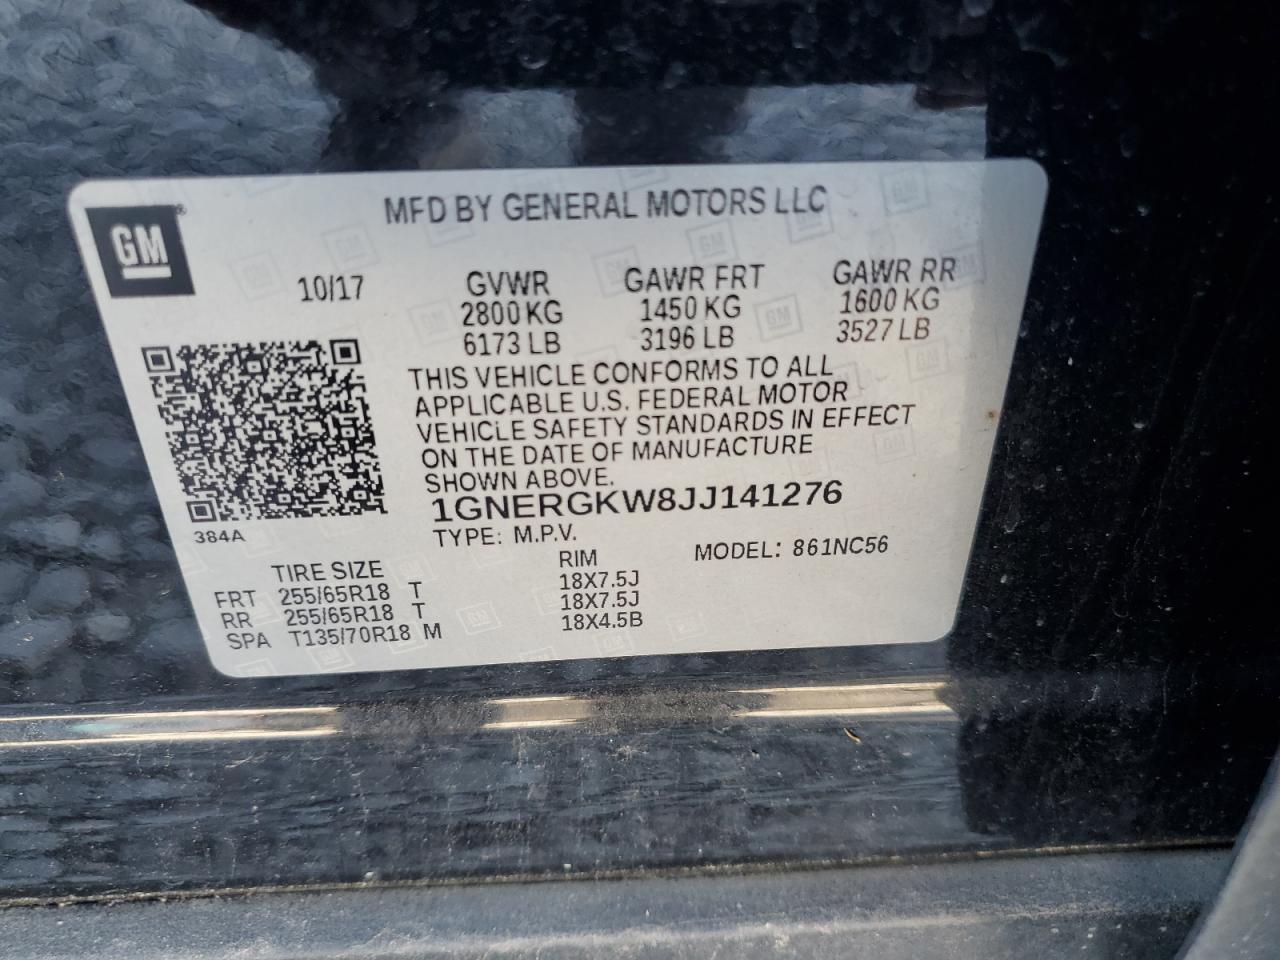 MFD BY GENERAL MOTORS LLC
GM®
10/17
GVWR GAWR FRT GAWR RR
2800 KG 1450 KG 1600 KG
6173 LB 3196 LB 3527 LB
THIS VEHICLE CONFORMS TO ALL
APPLICABLE U.S. FEDERAL MOTOR
VEHICLE SAFETY STANDARDS IN EFFECT
ON THE DATE OF MANUFACTURE
SHOWN ABOVE.
1GNERGKW8JJ141276
384A
TYPE: M.P.V. MODEL: 861NC56
TIRE SIZE RIM
FRT 255/65R18 T 18X7.5J
RR 255/65R18 T 18X7.5J
SPA T135/70R18 M 18X4.5B